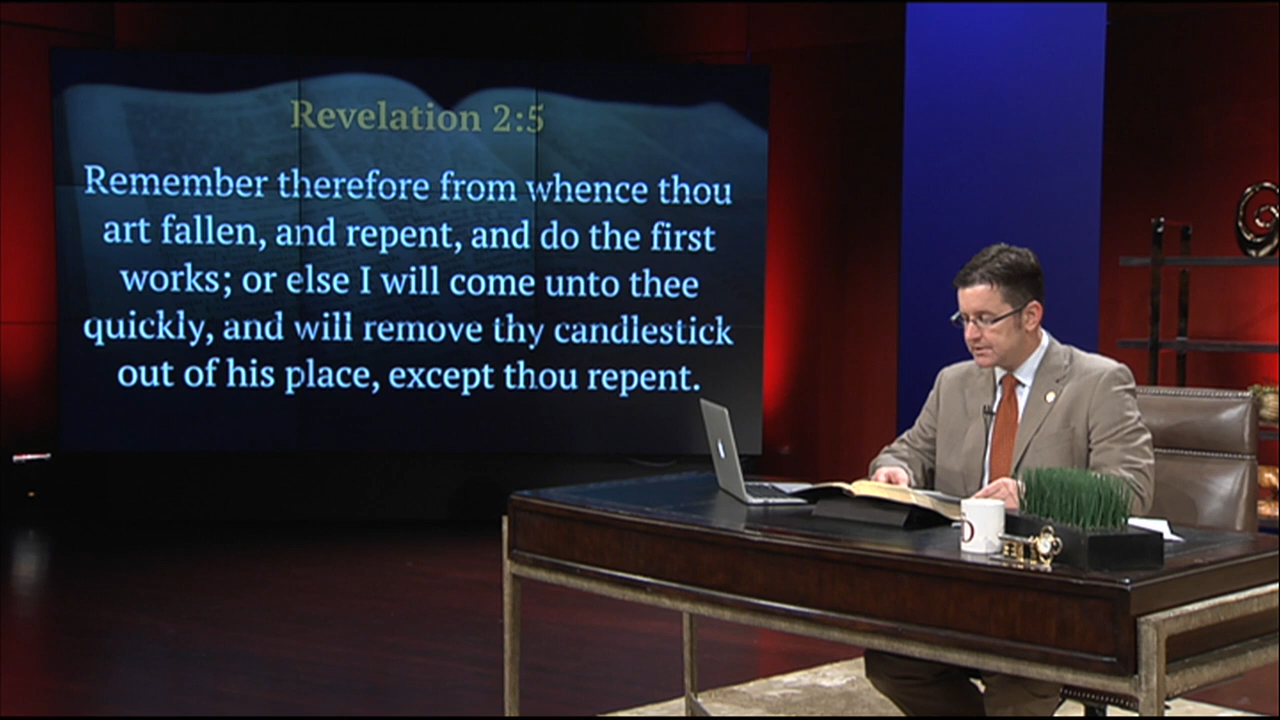 Revelation 2:5
Remember therefore from whence thou
art fallen, and repent, and do the first
works; or else I will come unto thee
quickly, and will remove thy candlestick
out of his place, except thou repent.